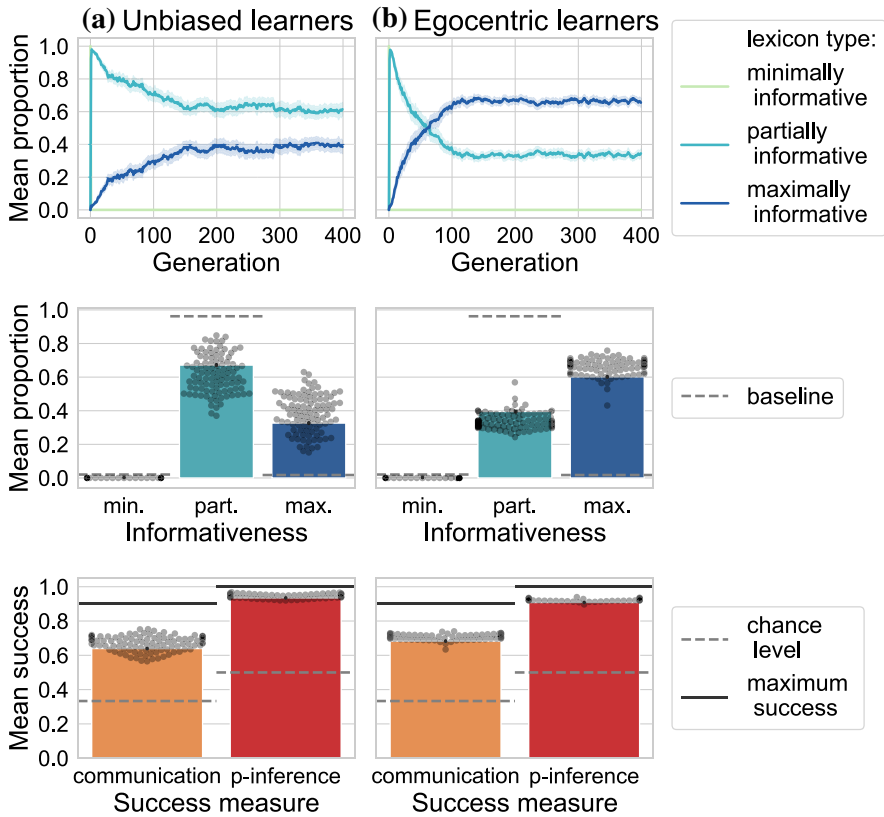 (a) Unbiased learners
(b) Egocentric learners
Mean proportion
1.0
0.8
0.6
0.4
0.2
0.0
0 100 200 300 400
Generation
0 100 200 300 400
Generation
lexicon type:
minimally
informative
partially
informative
maximally
informative
Mean proportion
1.0
0.8
0.6
0.4
0.2
0.0
min. part. max.
Informativeness
min. part. max.
Informativeness
baseline
Mean success
1.0
0.8
0.6
0.4
0.2
0.0
communication p-inference
Success measure
communication p-inference
Success measure
chance
level
maximum
success